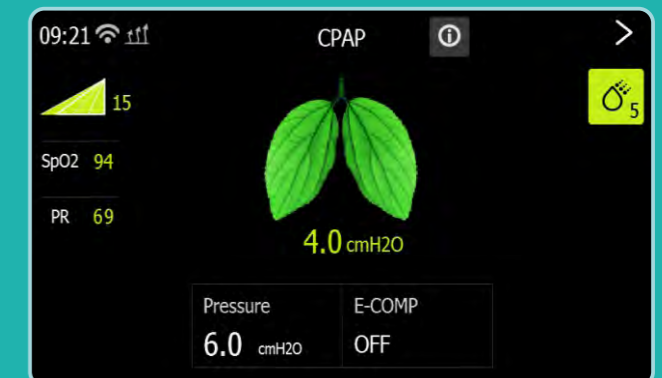 09:21 CPAP
15
5
SpO2 94
PR 69
4.0 cmH2O
Pressure E-COMP
6.0 cmH2O OFF